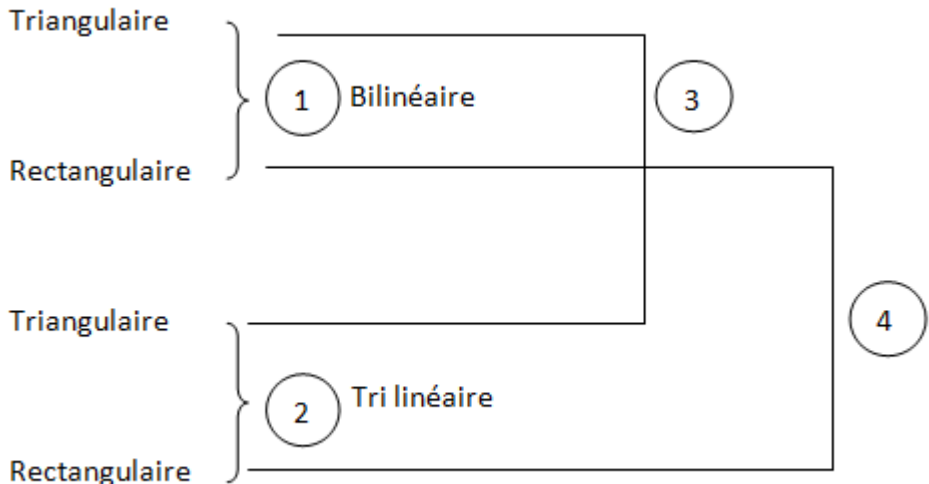 Triangulaire
1 Bilinéaire
3
Rectangulaire
Triangulaire
4
2 Tri linéaire
Rectangulaire